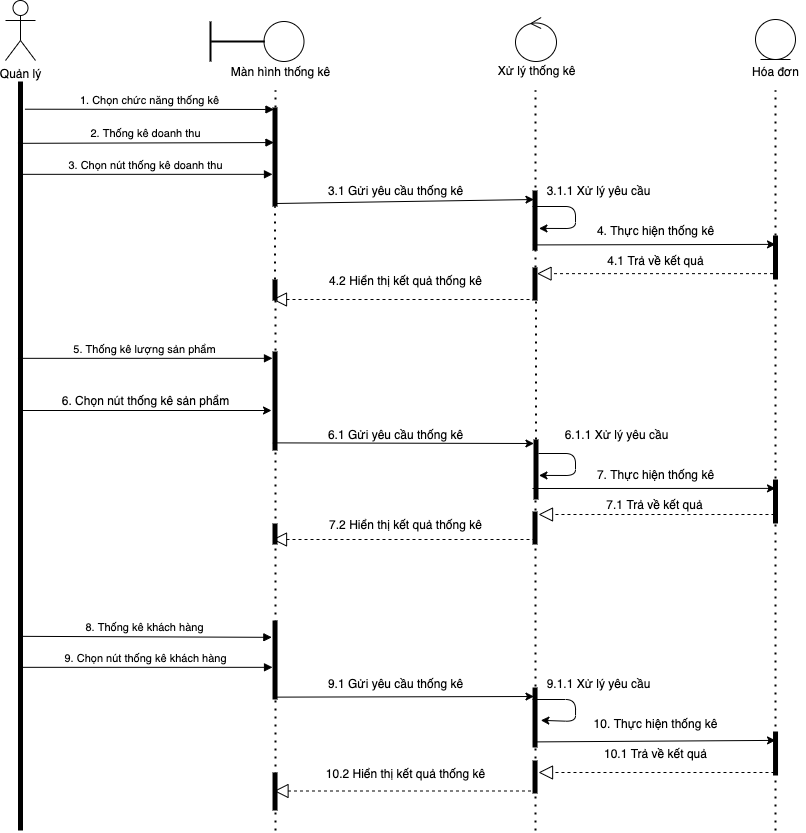 Quản lý
Màn hình thống kê
Xử lý thống kê
Hóa đơn
1. Chọn chức năng thống kê
2. Thống kê doanh thu
3. Chọn nút thống kê doanh thu
3.1 Gửi yêu cầu thống kê
3.1.1 Xử lý yêu cầu
4. Thực hiện thống kê
4.1 Trả về kết quả
4.2 Hiển thị kết quả thống kê
5. Thống kê lượng sản phẩm
6. Chọn nút thống kê sản phẩm
6.1 Gửi yêu cầu thống kê
6.1.1 Xử lý yêu cầu
7. Thực hiện thống kê
7.1 Trả về kết quả
7.2 Hiển thị kết quả thống kê
8. Thống kê khách hàng
9. Chọn nút thống kê khách hàng
9.1 Gửi yêu cầu thống kê
9.1.1 Xử lý yêu cầu
10. Thực hiện thống kê
10.1 Trả về kết quả
10.2 Hiển thị kết quả thống kê